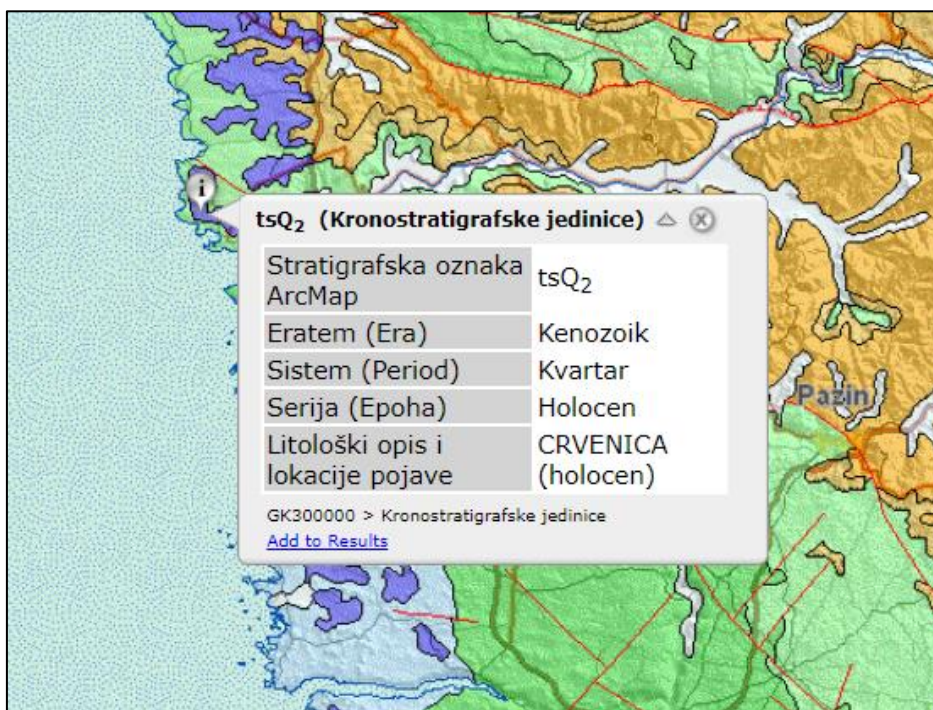 i
tsQ₂ (Kronostratigrafske jedinice)
Stratigrafska oznaka
ArcMap
tsQ₂
Eratem (Era) Kenozoik
Sistem (Period) Kvartar
Serija (Epoha) Holocen
Litološki opis i
lokacije pojave
CRVENICA
(holocen)
GK300000 > Kronostratigrafske jedinice
Add to Results
Pazin